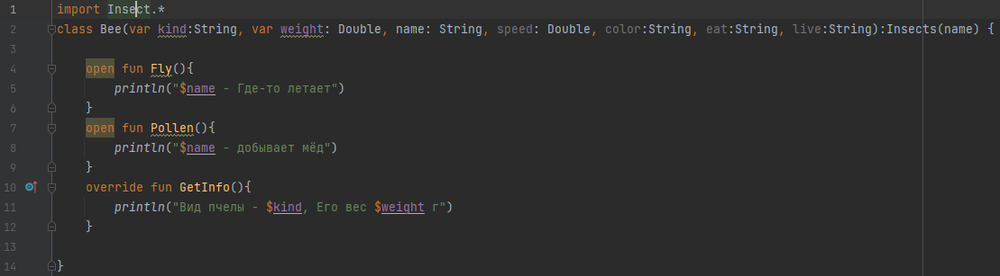 1 import Insect.*
2 class Bee(var kind:String, var weight: Double, name: String, speed: Double, color:String, eat:String, live:String):Insects(name) {
3
4 open fun Fly(){
5 println("$name - Где-то летает")
6 }
7 open fun Pollen(){
8 println("$name - добывает мёд")
9 }
10 override fun GetInfo(){
11 println("Вид пчелы - $kind, Его вес $weight г")
12 }
13
14 }